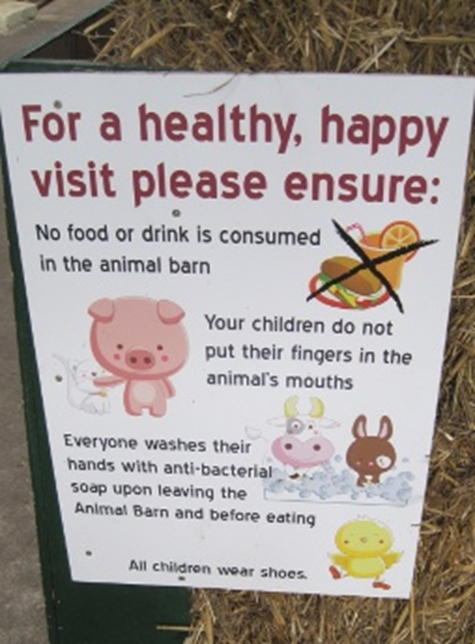 For a healthy, happy
visit please ensure:
No food or drink is consumed
in the animal barn
Your children do not
put their fingers in the
animal's mouths
Everyone washes their
hands with anti-bacterial
soap upon leaving the
Animal Barn and before eating
All children wear shoes.